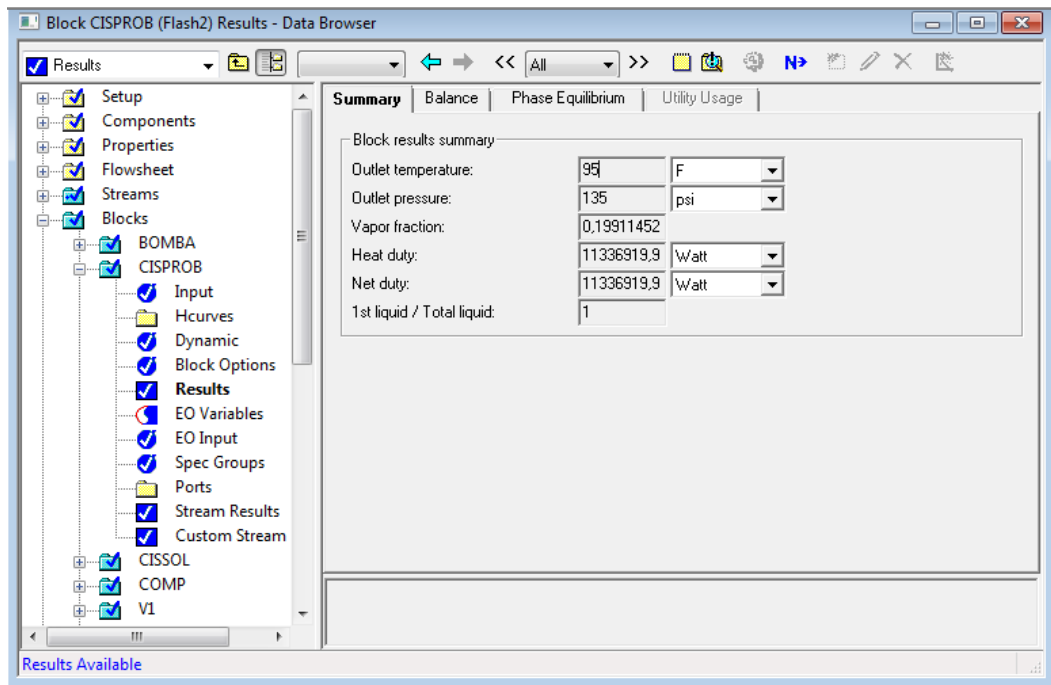 Block CISPROB (Flash2) Results - Data Browser
Results << All >> N
Setup
Components
Properties
Flowsheet
Streams
Blocks
BOMBA
CISPROB
Input
Hcurves
Dynamic
Block Options
Results
EO Variables
EO Input
Spec Groups
Ports
Stream Results
Custom Stream
CISSOL
COMP
V1
Summary Balance Phase Equilibrium Utility Usage
Block results summary
Outlet temperature: 95 F
Outlet pressure: 135 psi
Vapor fraction: 0,19911452
Heat duty: 11336919,9 Watt
Net duty: 11336919,9 Watt
1st liquid / Total liquid: 1
Results Available